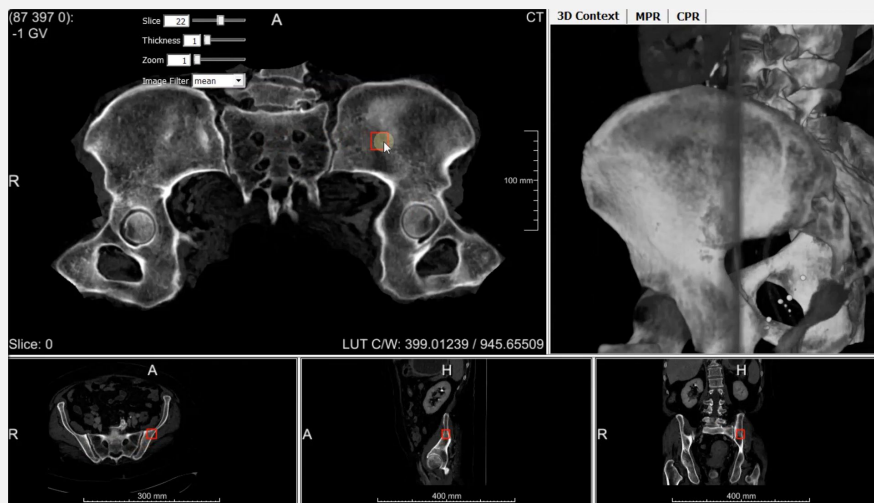 (87 397 0):
-1 GV
Slice 22
Thickness 1
Zoom 1
Image Filter mean
A
CT
R
100 mm
Slice: 0
LUT C/W: 399.01239 / 945.65509
3D Context MPR CPR
A
R
300 mm
H
A
400 mm
H
R
400 mm